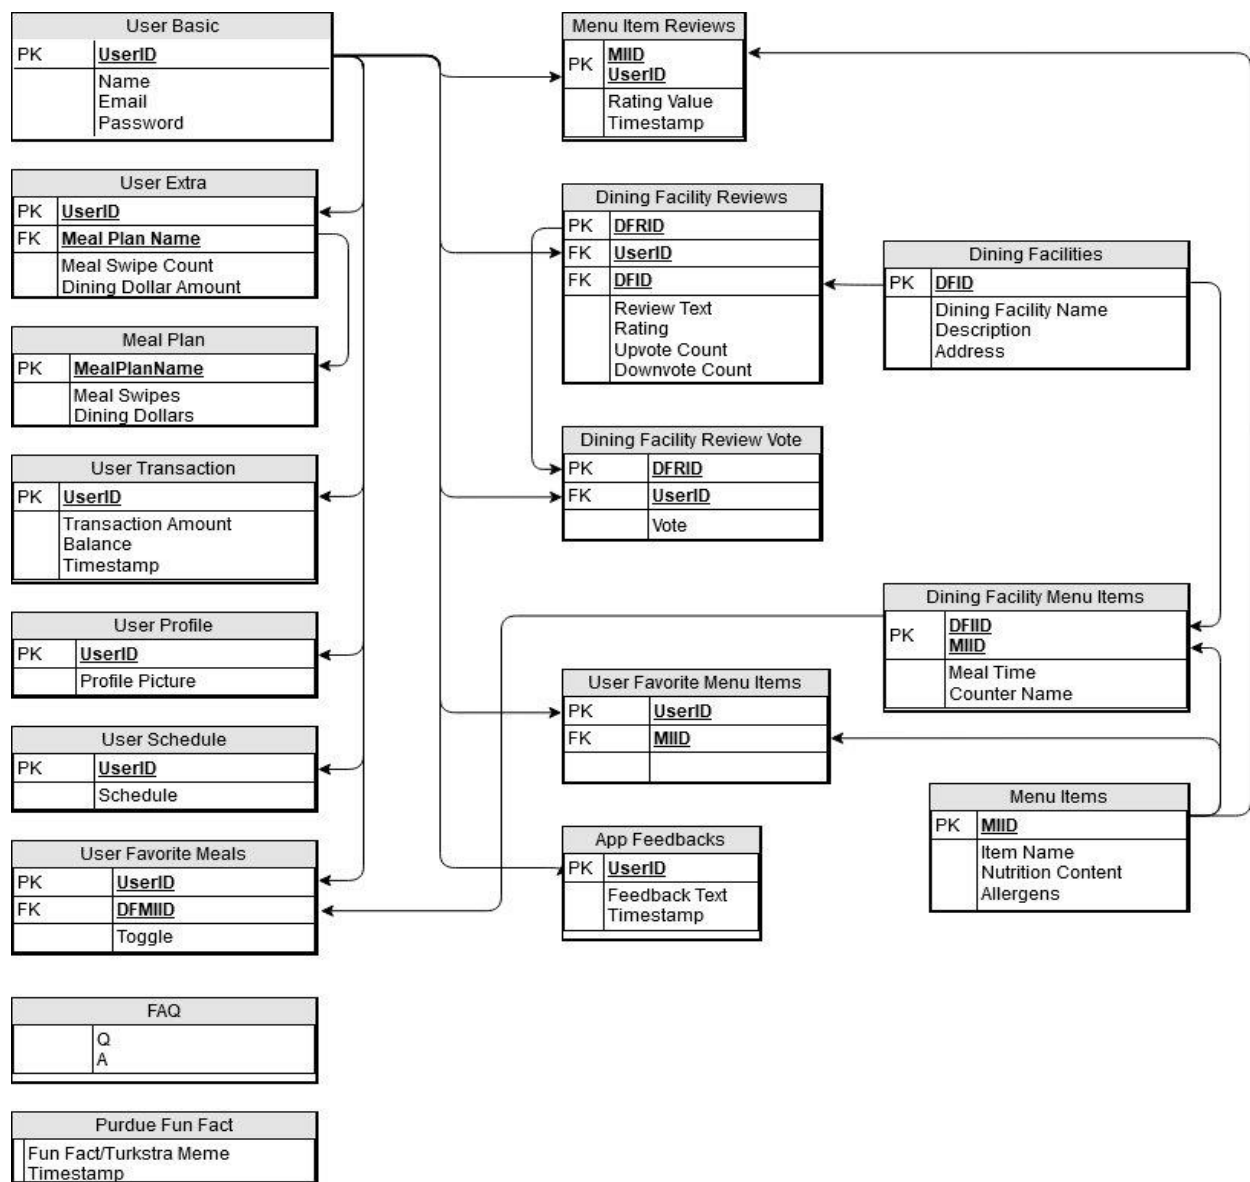 User Basic
PK UserID
Name
Email
Password
User Extra
PK UserID
FK Meal Plan Name
Meal Swipe Count
Dining Dollar Amount
Meal Plan
PK MealPlanName
Meal Swipes
Dining Dollars
User Transaction
PK UserID
Transaction Amount
Balance
Timestamp
User Profile
PK UserID
Profile Picture
User Schedule
PK UserID
Schedule
User Favorite Meals
PK UserID
FK DFMIID
Toggle
FAQ
Q
A
Purdue Fun Fact
Fun Fact/Turkstra Meme
Timestamp
Menu Item Reviews
PK MIID
UserID
Rating Value
Timestamp
Dining Facility Reviews
PK DFRID
FK UserID
FK DFID
Review Text
Rating
Upvote Count
Downvote Count
Dining Facility Review Vote
PK DFRID
FK UserID
Vote
User Favorite Menu Items
PK UserID
FK MIID
App Feedbacks
PK UserID
Feedback Text
Timestamp
Dining Facilities
PK DFID
Dining Facility Name
Description
Address
Dining Facility Menu Items
PK DFIID
MIID
Meal Time
Counter Name
Menu Items
PK MIID
Item Name
Nutrition Content
Allergens